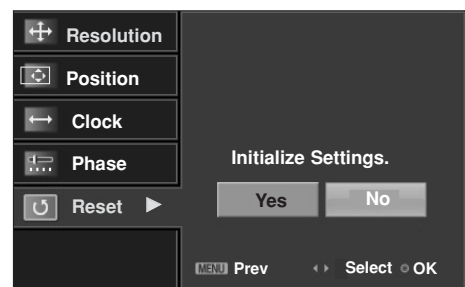 Resolution
Position
Clock
Phase
Reset
Initialize Settings.
Yes No
MENU Prev Select OK